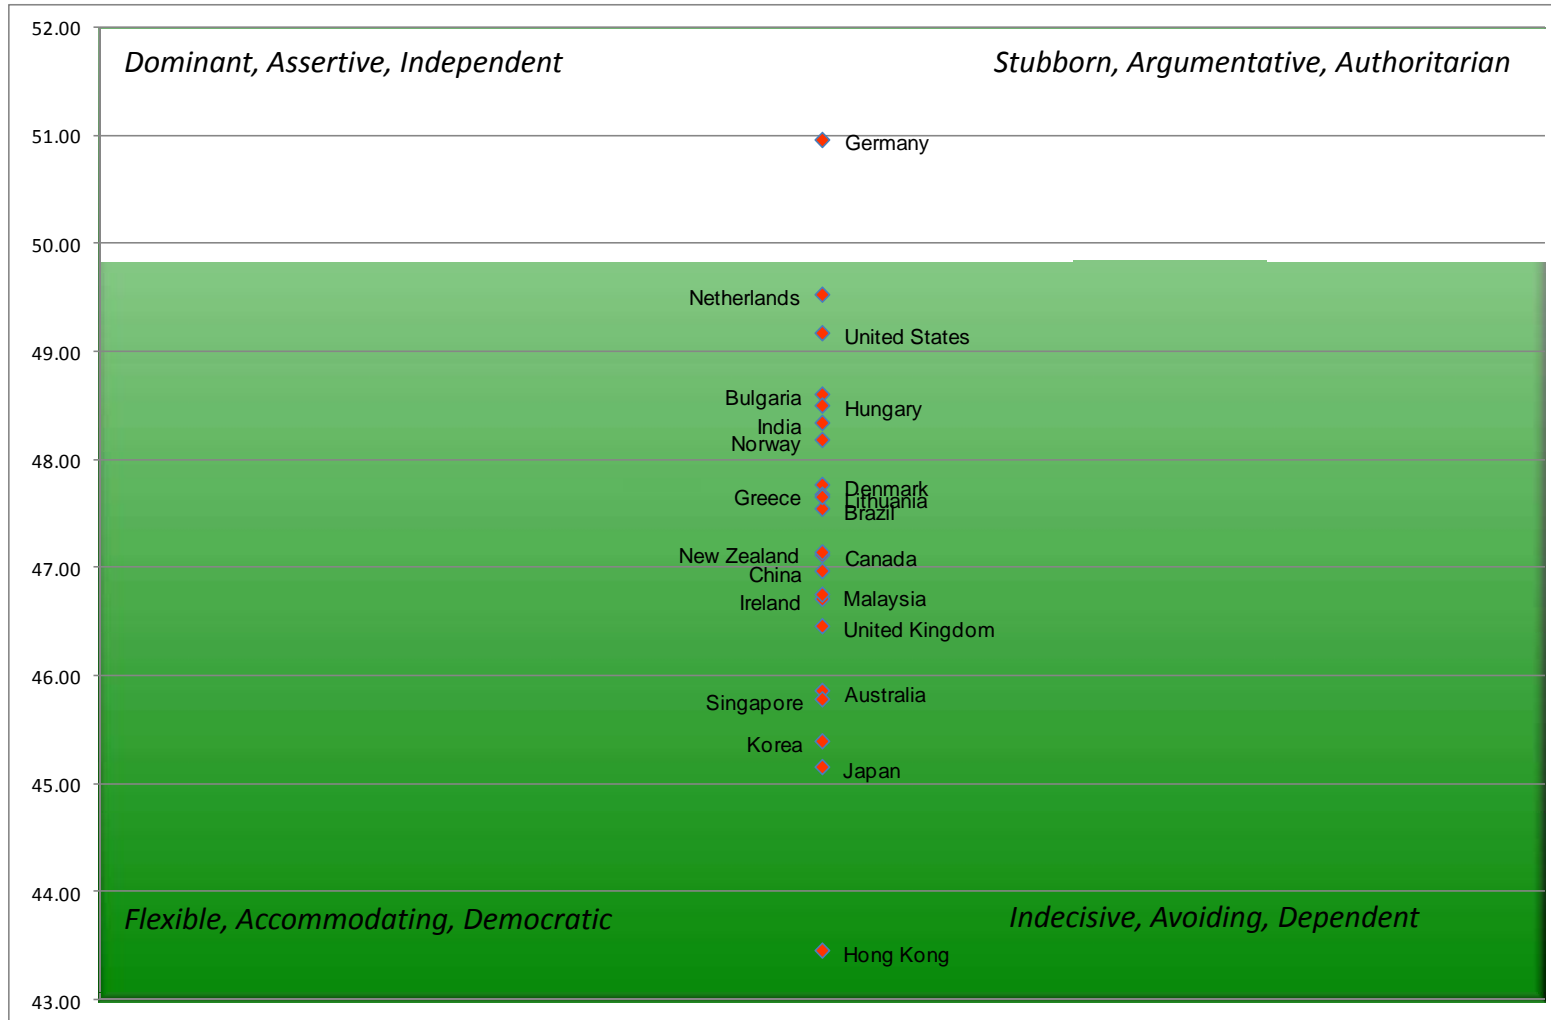 52.00
Dominant, Assertive, Independent
Stubborn, Argumentative, Authoritarian
51.00
Germany
50.00
Netherlands
United States
49.00
Bulgaria
Hungary
India
Norway
48.00
Denmark
Greece
Lithuania
Brazil
New Zealand
Canada
47.00
China
Malaysia
Ireland
United Kingdom
46.00
Australia
Singapore
Korea
Japan
45.00
44.00
Flexible, Accommodating, Democratic
Indecisive, Avoiding, Dependent
Hong Kong
43.00